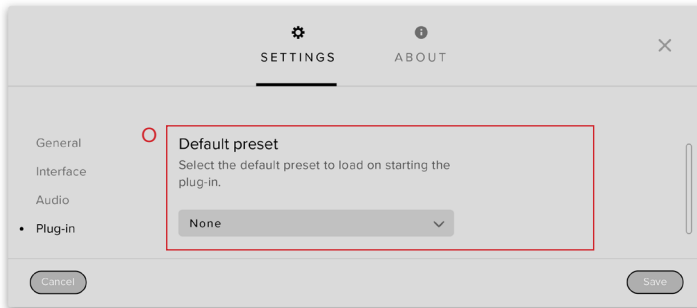 SETTINGS
ABOUT
General
Interface
Audio
Plug-in
O
Default preset
Select the default preset to load on starting the
plug-in.
None
Cancel
Save